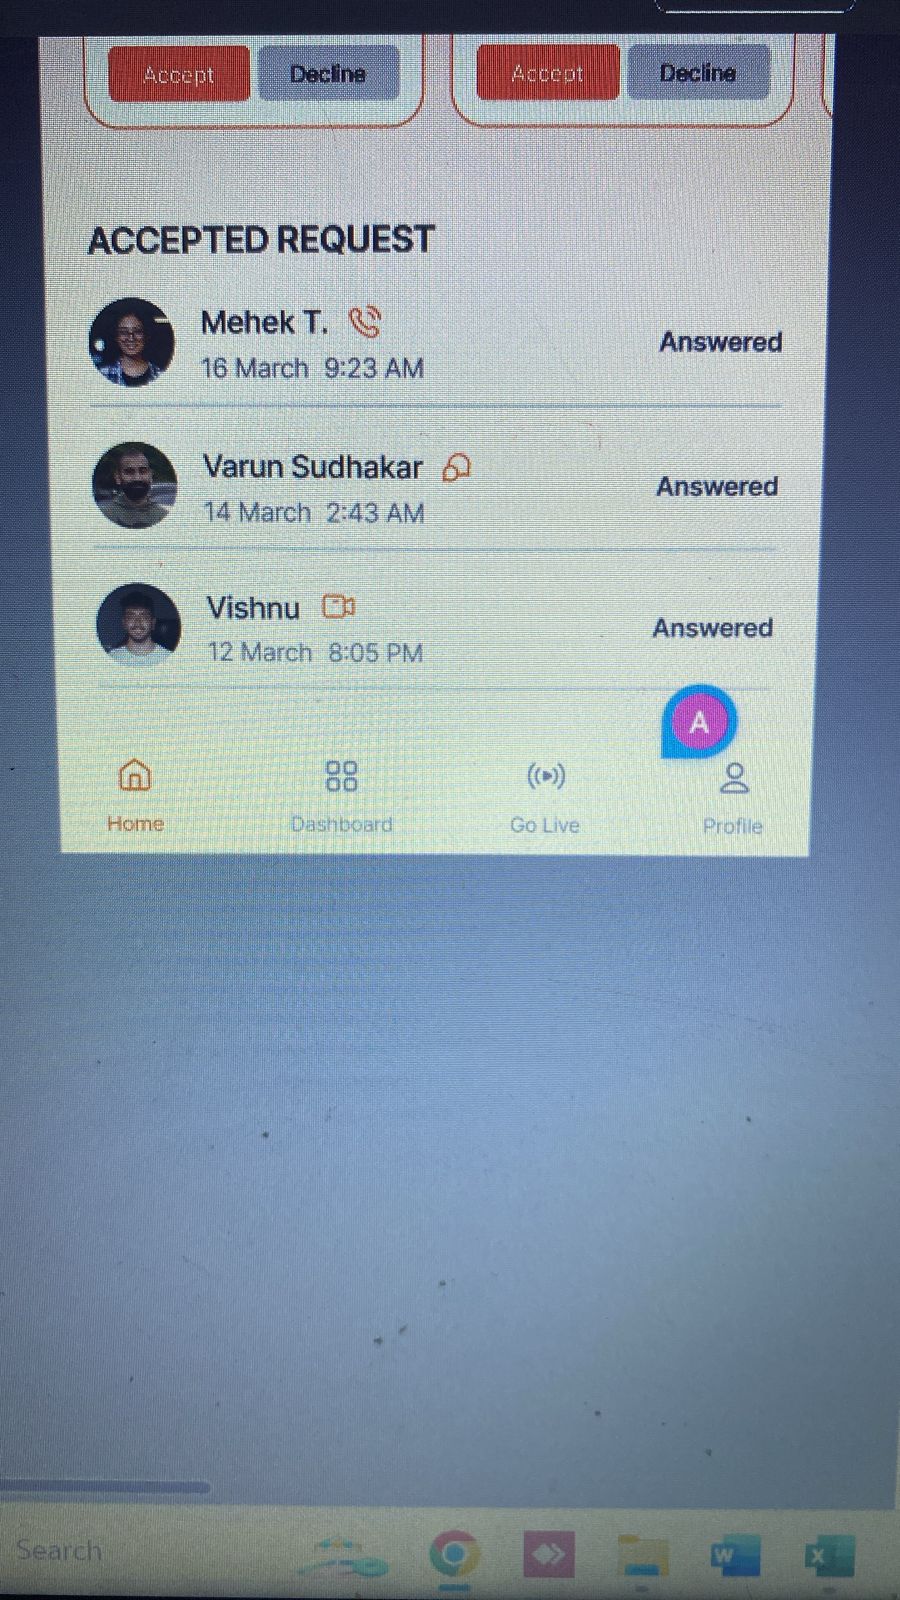 Accept Decline Accept Decline
ACCEPTED REQUEST
Mehek T.
16 March 9:23 AM
Answered
Varun Sudhakar
14 March 2:43 AM
Answered
Vishnu
12 March 8:05 PM
Answered
A
Home Dashboard Go Live Profile
Search
W X